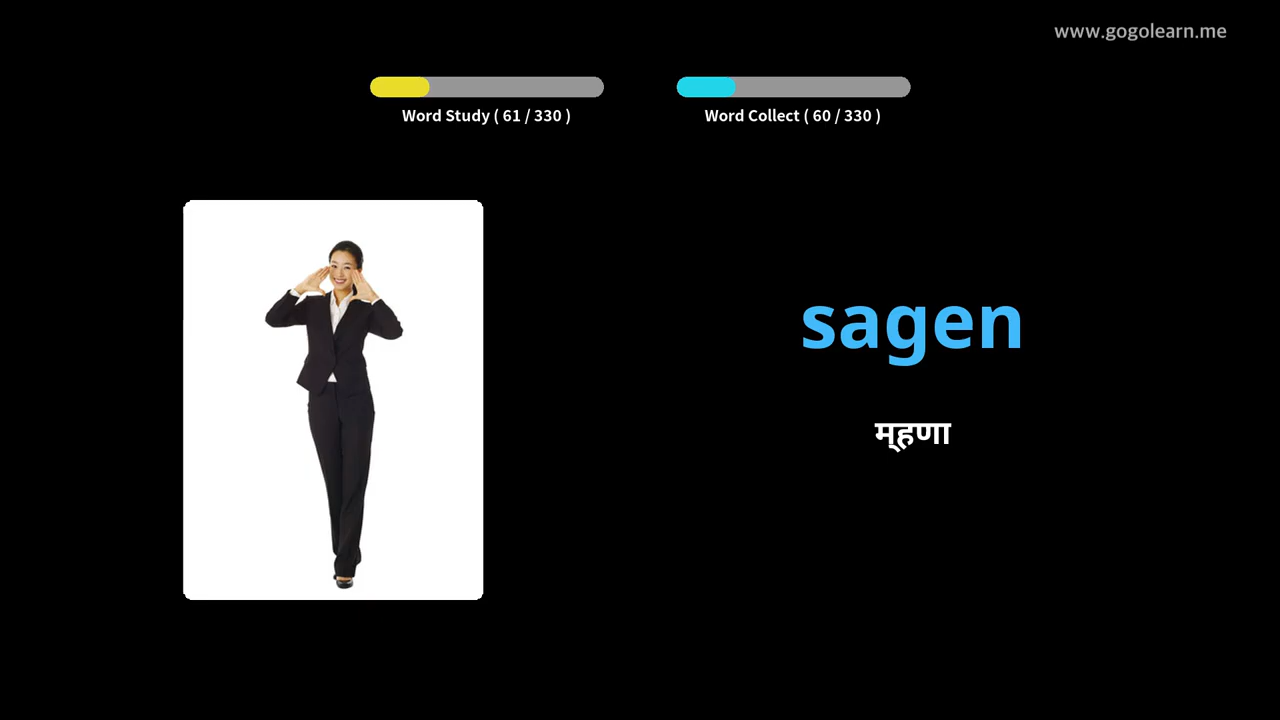 www.gogolearn.me
Word Study ( 61 / 330 )
Word Collect ( 60 / 330 )
sagen
म्हणा